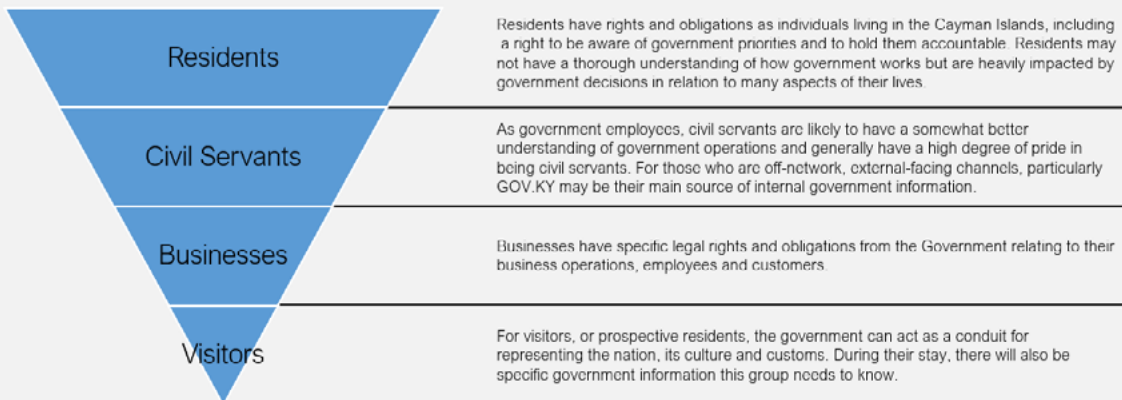 Residents
Residents have rights and obligations as individuals living in the Cayman Islands, including
a right to be aware of government priorities and to hold them accountable. Residents may
not have a thorough understanding of how government works but are heavily impacted by
government decisions in relation to many aspects of their lives.
Civil Servants
As government employees, civil servants are likely to have a somewhat better
understanding of government operations and generally have a high degree of pride in
being civil servants. For those who are off-network, external-facing channels, particularly
GOV.KY may be their main source of internal government information.
Businesses
Businesses have specific legal rights and obligations from the Government relating to their
business operations, employees and customers.
Visitors
For visitors, or prospective residents, the government can act as a conduit for
representing the nation, its culture and customs. During their stay, there will also be
specific government information this group needs to know.